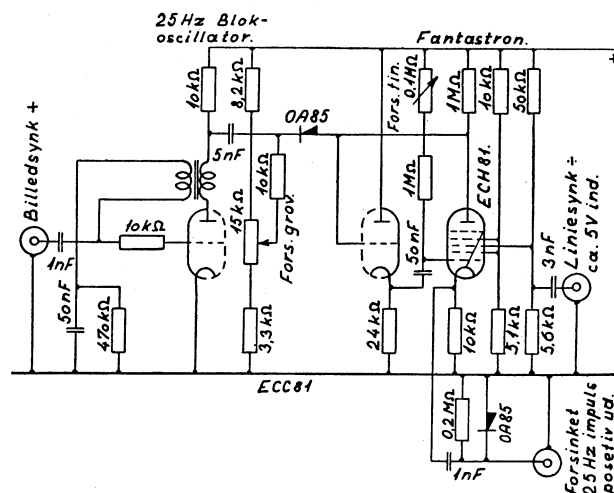 25 Hz Blok-
oscillator.
Fantastron.
+
10kΩ
8,2kΩ
Fors. fin.
0,1MΩ
1MΩ
10kΩ
50kΩ
OA85
5nF
10kΩ
1MΩ
ECH81.
Billedsynk +
Liniesynk ÷
ca. 5V ind.
10kΩ
15kΩ
Fors. grov.
50nF
3nF
1nF
50nF
470kΩ
3,3kΩ
24kΩ
10kΩ
5,1kΩ
5,6kΩ
ECC81
0,2MΩ
OA85
1nF
Forsinket
25 Hz impuls
posetiv ud.